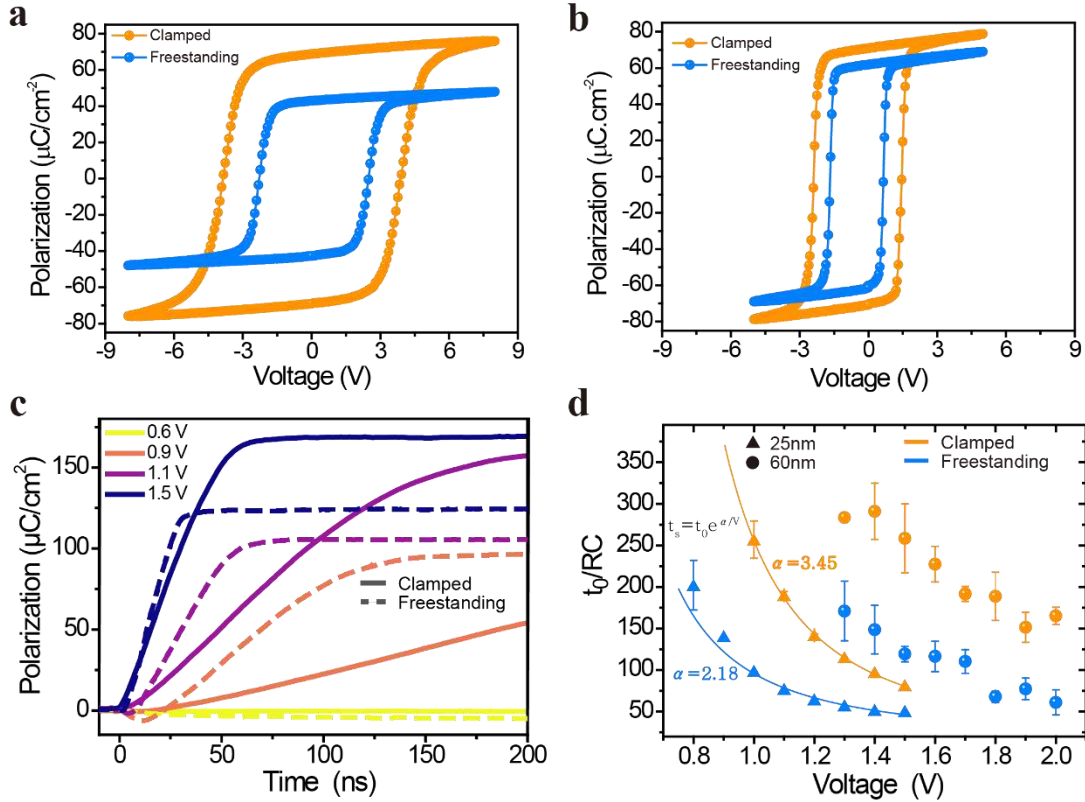 a
Polarization (μC/cm²)
80
60
40
20
0
-20
-40
-60
-80
Clamped
Freestanding
-9 -6 -3 0 3 6 9
Voltage (V)
b
Polarization (μC.cm²)
80
60
40
20
0
-20
-40
-60
-80
Clamped
Freestanding
-9 -6 -3 0 3 6 9
Voltage (V)
c
Polarization (μC/cm²)
150
100
50
0
0.6 V
0.9 V
1.1 V
1.5 V
Clamped
Freestanding
0 50 100 150 200
Time (ns)
d
t₀/RC
350
300
250
200
150
100
50
25nm
60nm
Clamped
Freestanding
tₛ=t₀e^α/V
α=3.45
α=2.18
0.8 1.0 1.2 1.4 1.6 1.8 2.0
Voltage (V)